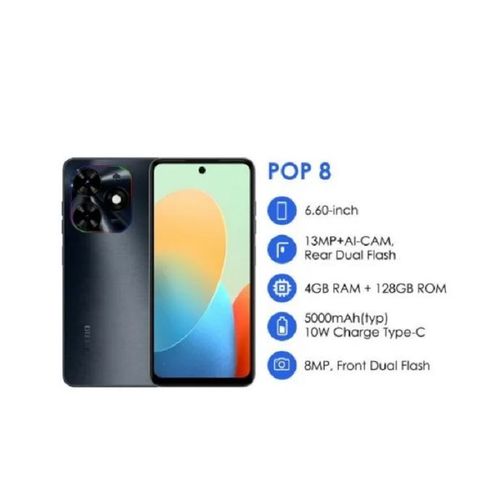 POP 8
6.60-inch
13MP+AI-CAM,
Rear Dual Flash
4GB RAM + 128GB ROM
5000mAh(typ)
10W Charge Type-C
8MP, Front Dual Flash